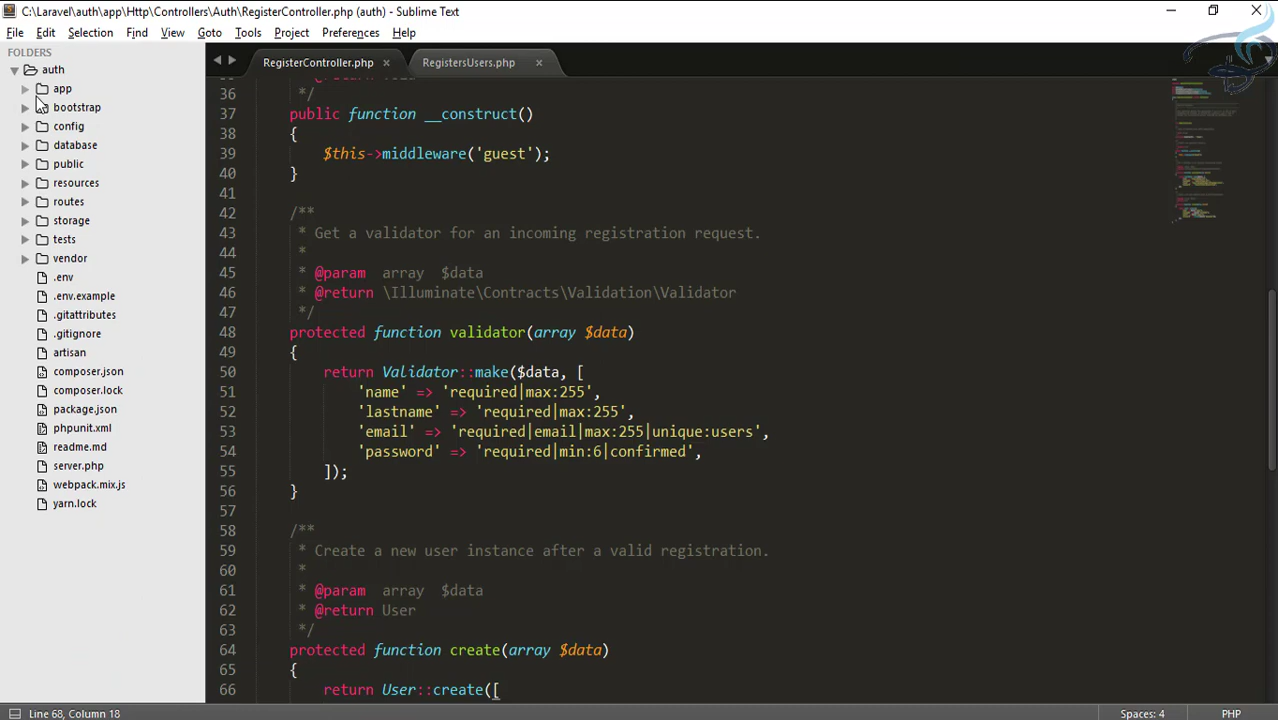 C:\Laravel\auth\app\Http\Controllers\Auth\RegisterController.php (auth) - Sublime Text
File Edit Selection Find View Goto Tools Project Preferences Help
FOLDERS
auth
app
bootstrap
config
database
public
resources
routes
storage
tests
vendor
.env
.env.example
.gitattributes
.gitignore
artisan
composer.json
composer.lock
package.json
phpunit.xml
readme.md
server.php
webpack.mix.js
yarn.lock
RegisterController.php
RegistersUsers.php
36 */
37 public function __construct()
38 {
39 $this->middleware('guest');
40 }
41
42 /**
43 * Get a validator for an incoming registration request.
44 *
45 * @param array $data
46 * @return \Illuminate\Contracts\Validation\Validator
47 */
48 protected function validator(array $data)
49 {
50 return Validator::make($data, [
51 'name' => 'required|max:255',
52 'lastname' => 'required|max:255',
53 'email' => 'required|email|max:255|unique:users',
54 'password' => 'required|min:6|confirmed',
55 ]);
56 }
57
58 /**
59 * Create a new user instance after a valid registration.
60 *
61 * @param array $data
62 * @return User
63 */
64 protected function create(array $data)
65 {
66 return User::create([
Line 68, Column 18
Spaces: 4
PHP